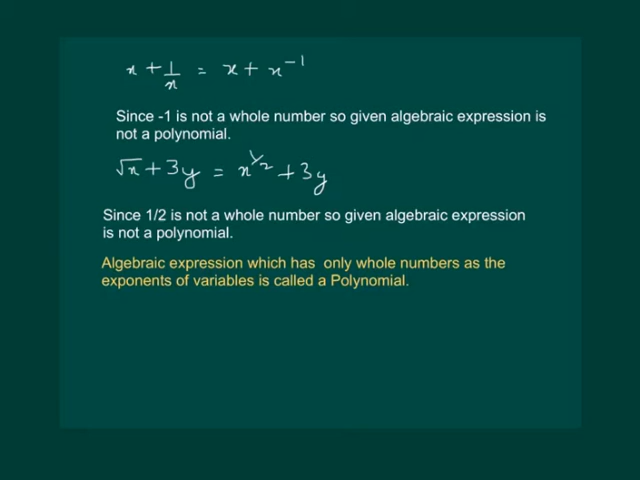 x + 1/x = x + x⁻¹
Since -1 is not a whole number so given algebraic expression is
not a polynomial.
√x + 3y = x^1/2 + 3y
Since 1/2 is not a whole number so given algebraic expression
is not a polynomial.
Algebraic expression which has only whole numbers as the
exponents of variables is called a Polynomial.